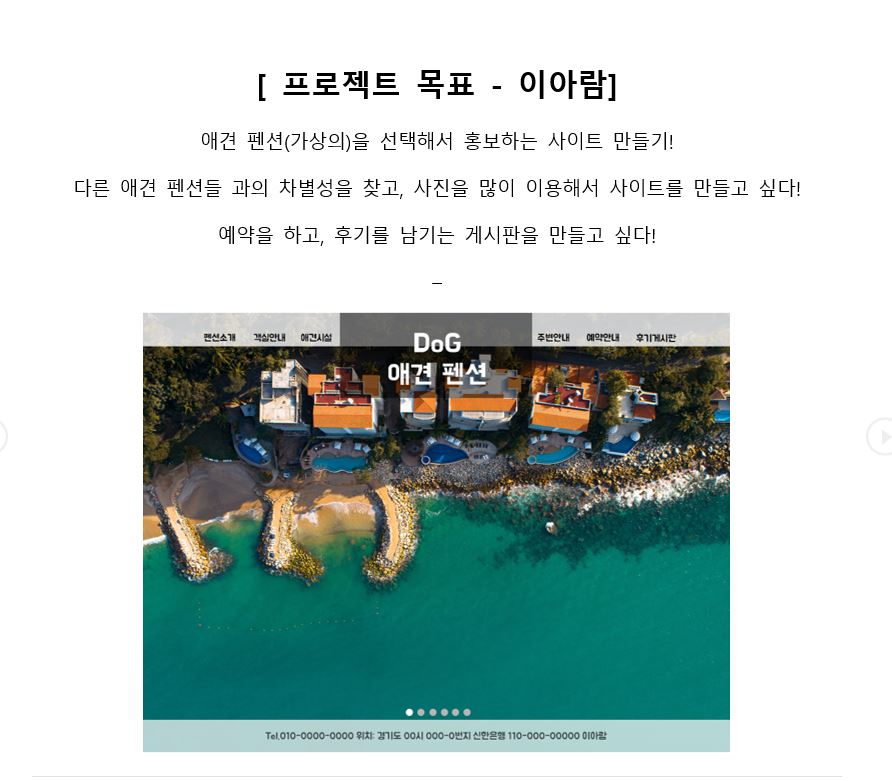 [ 프로젝트 목표 - 이아람]
애견 펜션(가상의)을 선택해서 홍보하는 사이트 만들기!
다른 애견 펜션들 과의 차별성을 찾고, 사진을 많이 이용해서 사이트를 만들고 싶다!
예약을 하고, 후기를 남기는 게시판을 만들고 싶다!
–
펜션소개 객실안내 애견시설 주변안내 예약안내 후기게시판
DoG
애견 펜션
Tel.010-0000-0000 위치: 경기도 00시 000-0번지 신한은행 110-000-00000 이아람